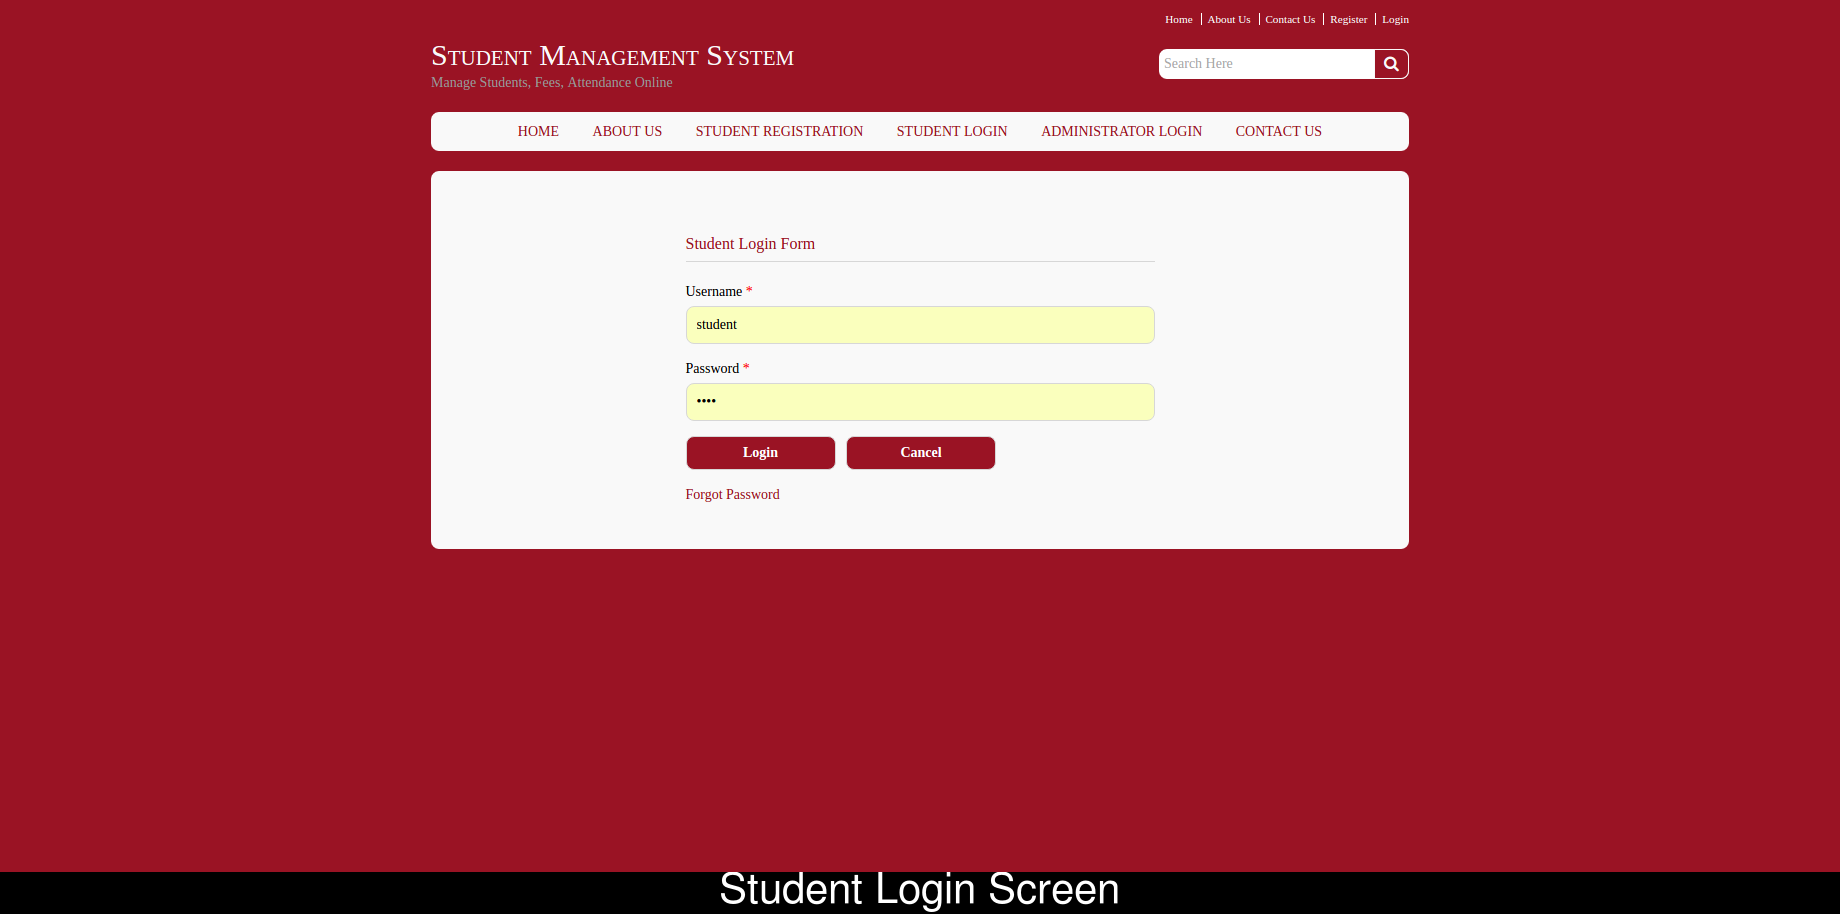 Home About Us Contact Us Register Login
Student Management System
Manage Students, Fees, Attendance Online
Search Here
HOME ABOUT US STUDENT REGISTRATION STUDENT LOGIN ADMINISTRATOR LOGIN CONTACT US
Student Login Form
Username *
student
Password *
••••
Login Cancel
Forgot Password
Student Login Screen